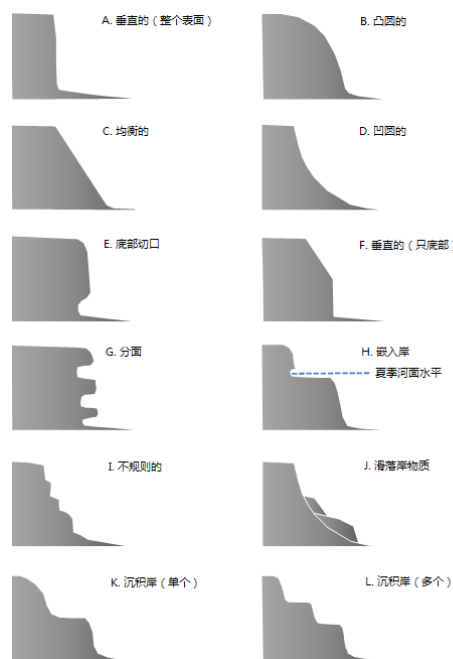 A. 垂直的（整个表面）
B. 凸圆的
C. 均衡的
D. 凹圆的
E. 底部切口
F. 垂直的（只底部）
G. 分面
H. 嵌入岸
夏季河面水平
I. 不规则的
J. 滑落岸物质
K. 沉积岸（单个）
L. 沉积岸（多个）